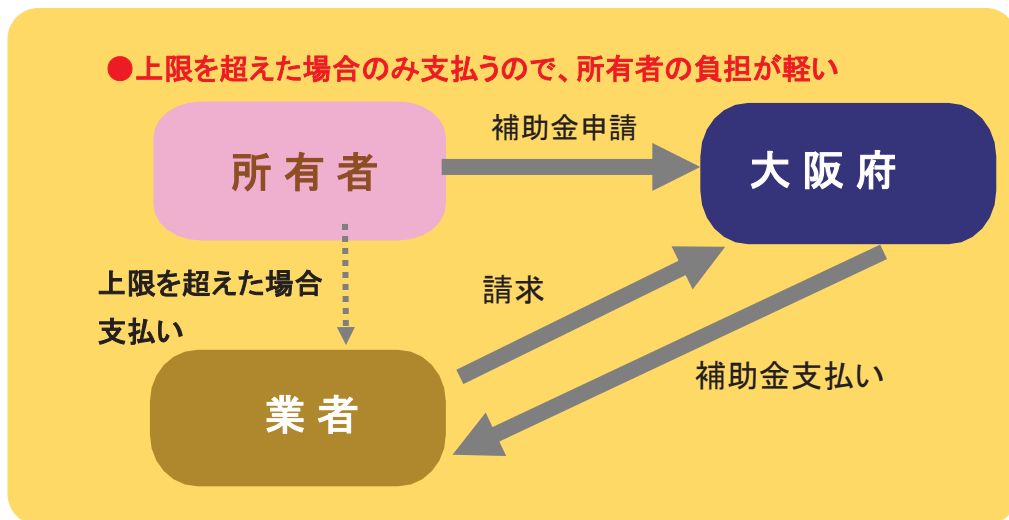 ●上限を超えた場合のみ支払うので、所有者の負担が軽い
補助金申請
所有者
大阪府
上限を超えた場合
支払い
請求
補助金支払い
業者